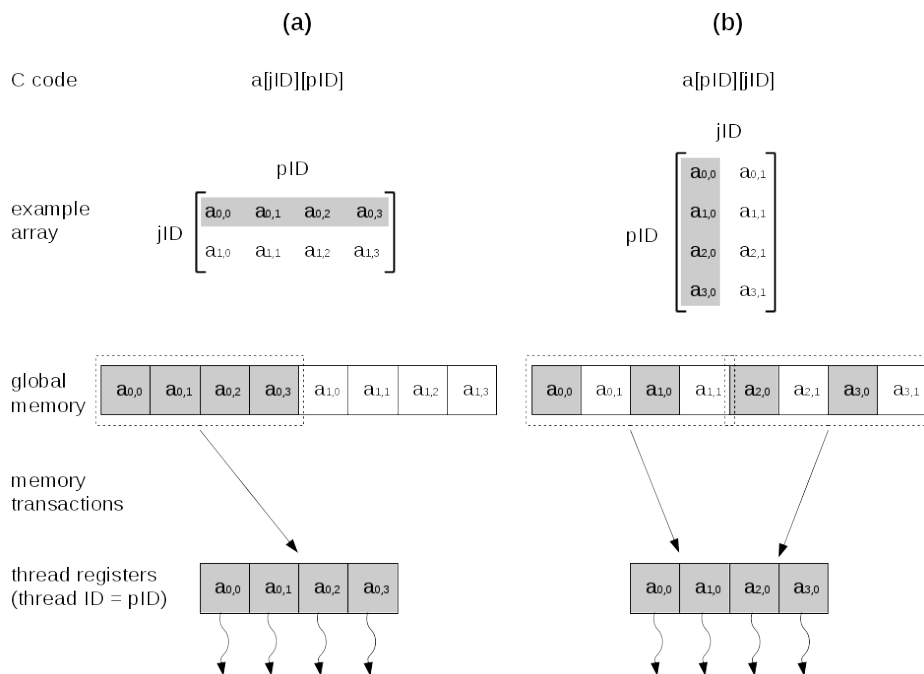 (a) (b)
C code a[jID][pID] a[pID][jID]
jID
pID
a0,0 a0,1
example array
jID
a0,0 a0,1 a0,2 a0,3
a1,0 a1,1 a1,2 a1,3
pID
a1,0 a1,1
a2,0 a2,1
a3,0 a3,1
global
memory
a0,0 a0,1 a0,2 a0,3 a1,0 a1,1 a1,2 a1,3
a0,0 a0,1 a1,0 a1,1 a2,0 a2,1 a3,0 a3,1
memory
transactions
thread registers
(thread ID = pID)
a0,0 a0,1 a0,2 a0,3
a0,0 a1,0 a2,0 a3,0